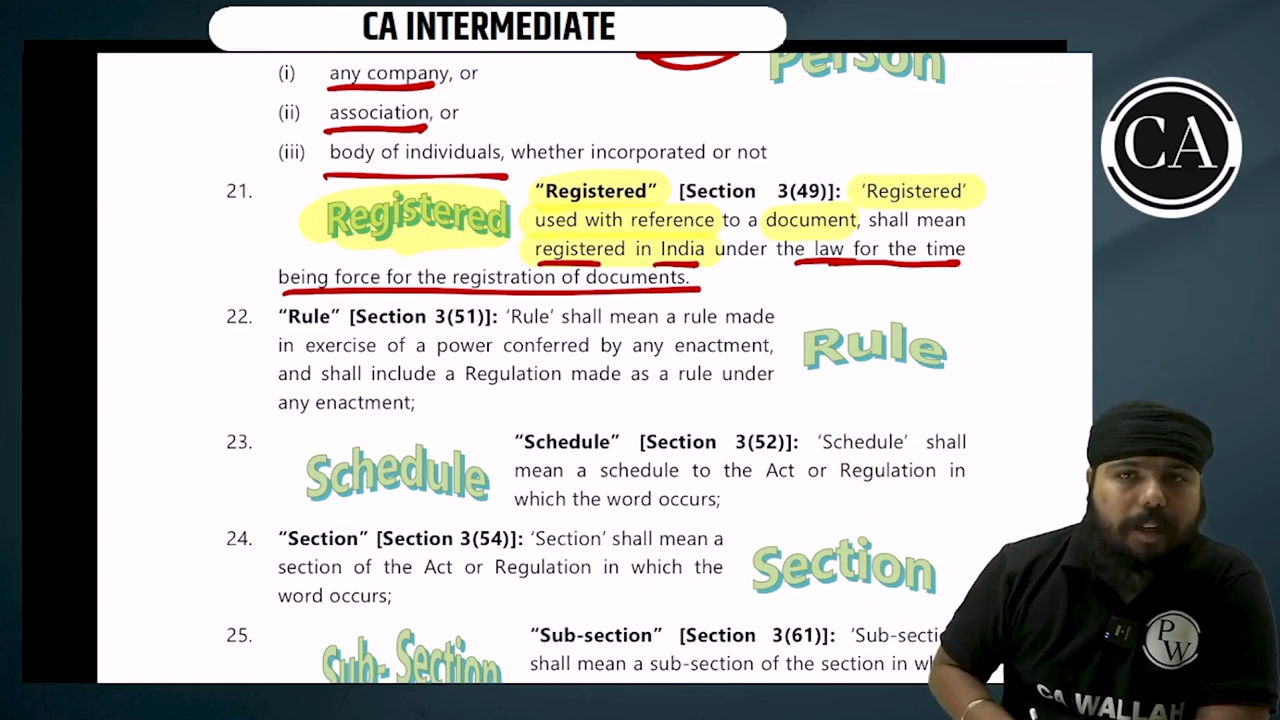 CA INTERMEDIATE
Person
(i) any company, or
(ii) association, or
(iii) body of individuals, whether incorporated or not
21. Registered “Registered” [Section 3(49)]: ‘Registered’
used with reference to a document, shall mean
registered in India under the law for the time
being force for the registration of documents.
22. “Rule” [Section 3(51)]: ‘Rule’ shall mean a rule made
in exercise of a power conferred by any enactment,
and shall include a Regulation made as a rule under
any enactment;
Rule
23. Schedule “Schedule” [Section 3(52)]: ‘Schedule’ shall
mean a schedule to the Act or Regulation in
which the word occurs;
24. “Section” [Section 3(54)]: ‘Section’ shall mean a
section of the Act or Regulation in which the
word occurs;
Section
25. Sub- Section “Sub-section” [Section 3(61)]: ‘Sub-secti
shall mean a sub-section of the section in w
CA
PW
CA WALLAH